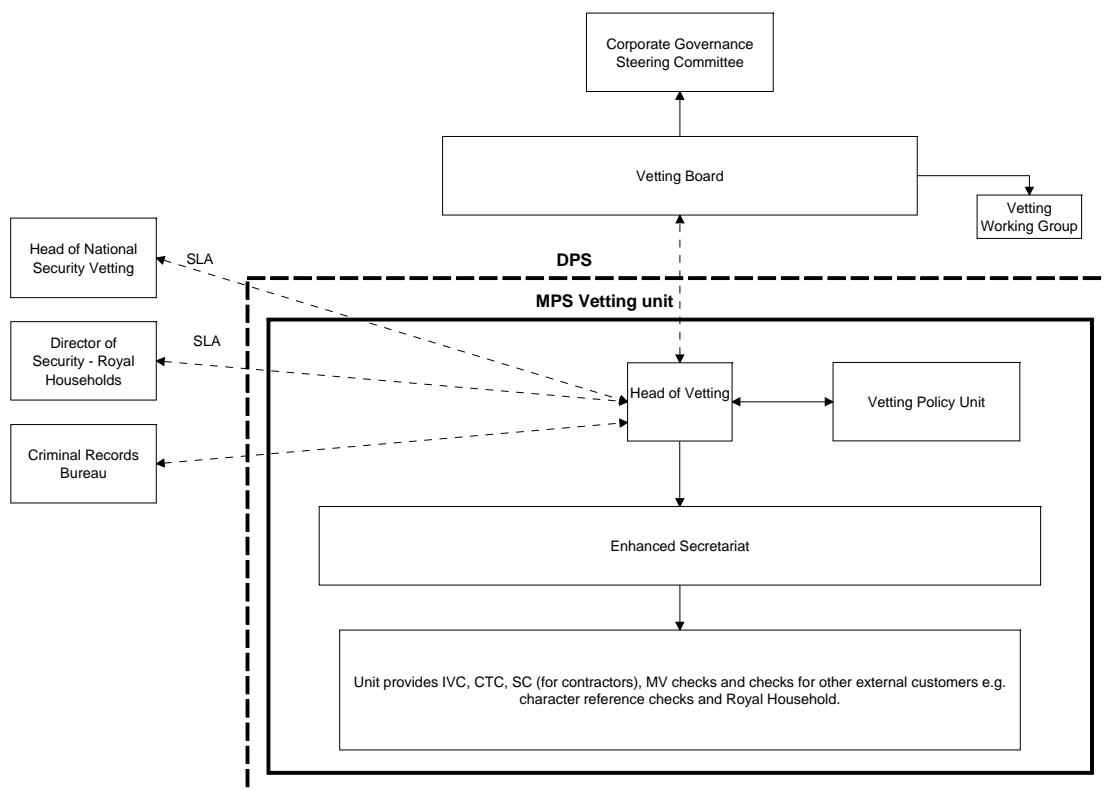 Corporate Governance
Steering Committee
Vetting Board
Vetting
Working Group
Head of National
Security Vetting
SLA
DPS
MPS Vetting unit
Director of
Security - Royal
Households
SLA
Head of Vetting
Vetting Policy Unit
Criminal Records
Bureau
Enhanced Secretariat
Unit provides IVC, CTC, SC (for contractors), MV checks and checks for other external customers e.g.
character reference checks and Royal Household.